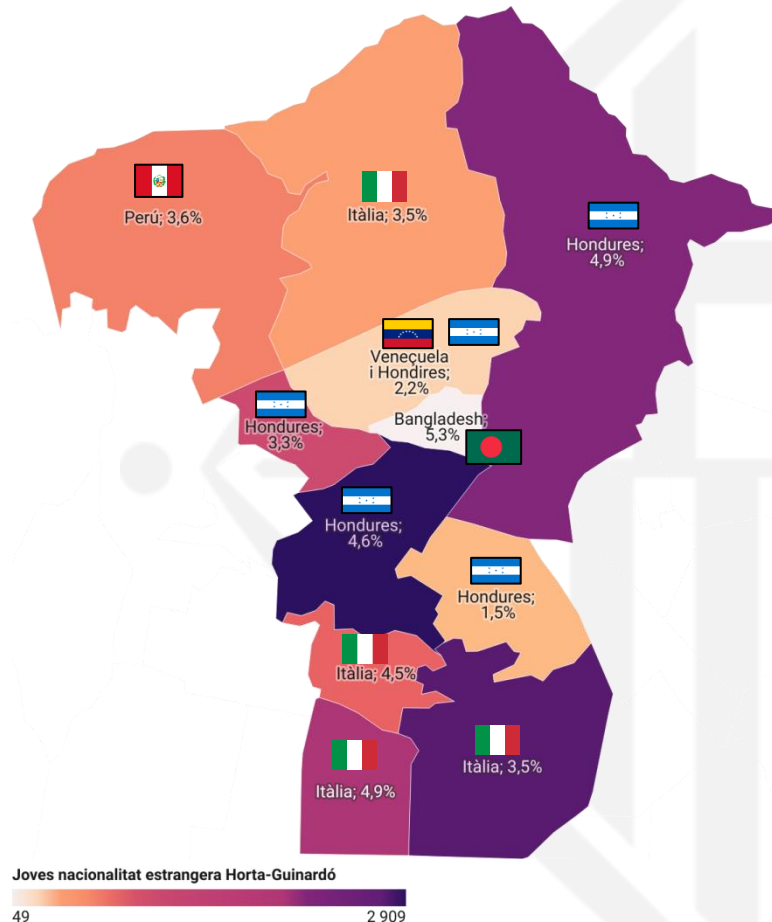 Perú; 3,6%
Itàlia; 3,5%
Hondures;
4,9%
Veneçuela
i Hondires;
2,2%
Hondures;
3,3%
Bangladesh;
5,3%
Hondures;
4,6%
Hondures;
1,5%
Itàlia; 4,5%
Itàlia; 3,5%
Itàlia; 4,9%
Joves nacionalitat estrangera Horta-Guinardó
49
2 909